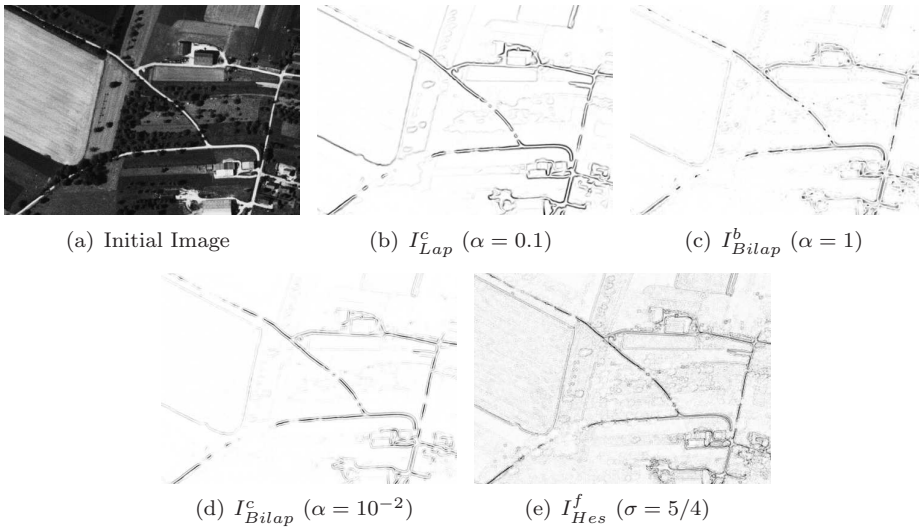 (a) Initial Image
(b) I^c_{Lap} (α = 0.1)
(c) I^b_{Bilap} (α = 1)
(d) I^c_{Bilap} (α = 10^{-2})
(e) I^f_{Hes} (σ = 5/4)